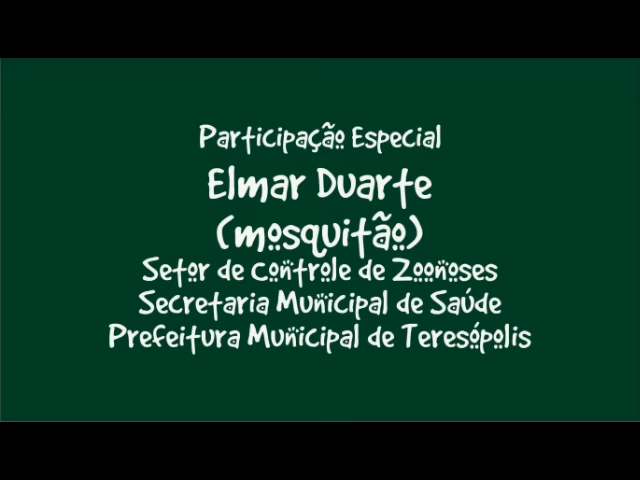 Participação Especial
Elmar Duarte
(mosquitão)
Setor de Controle de Zoonoses
Secretaria Municipal de Saúde
Prefeitura Municipal de Teresópolis